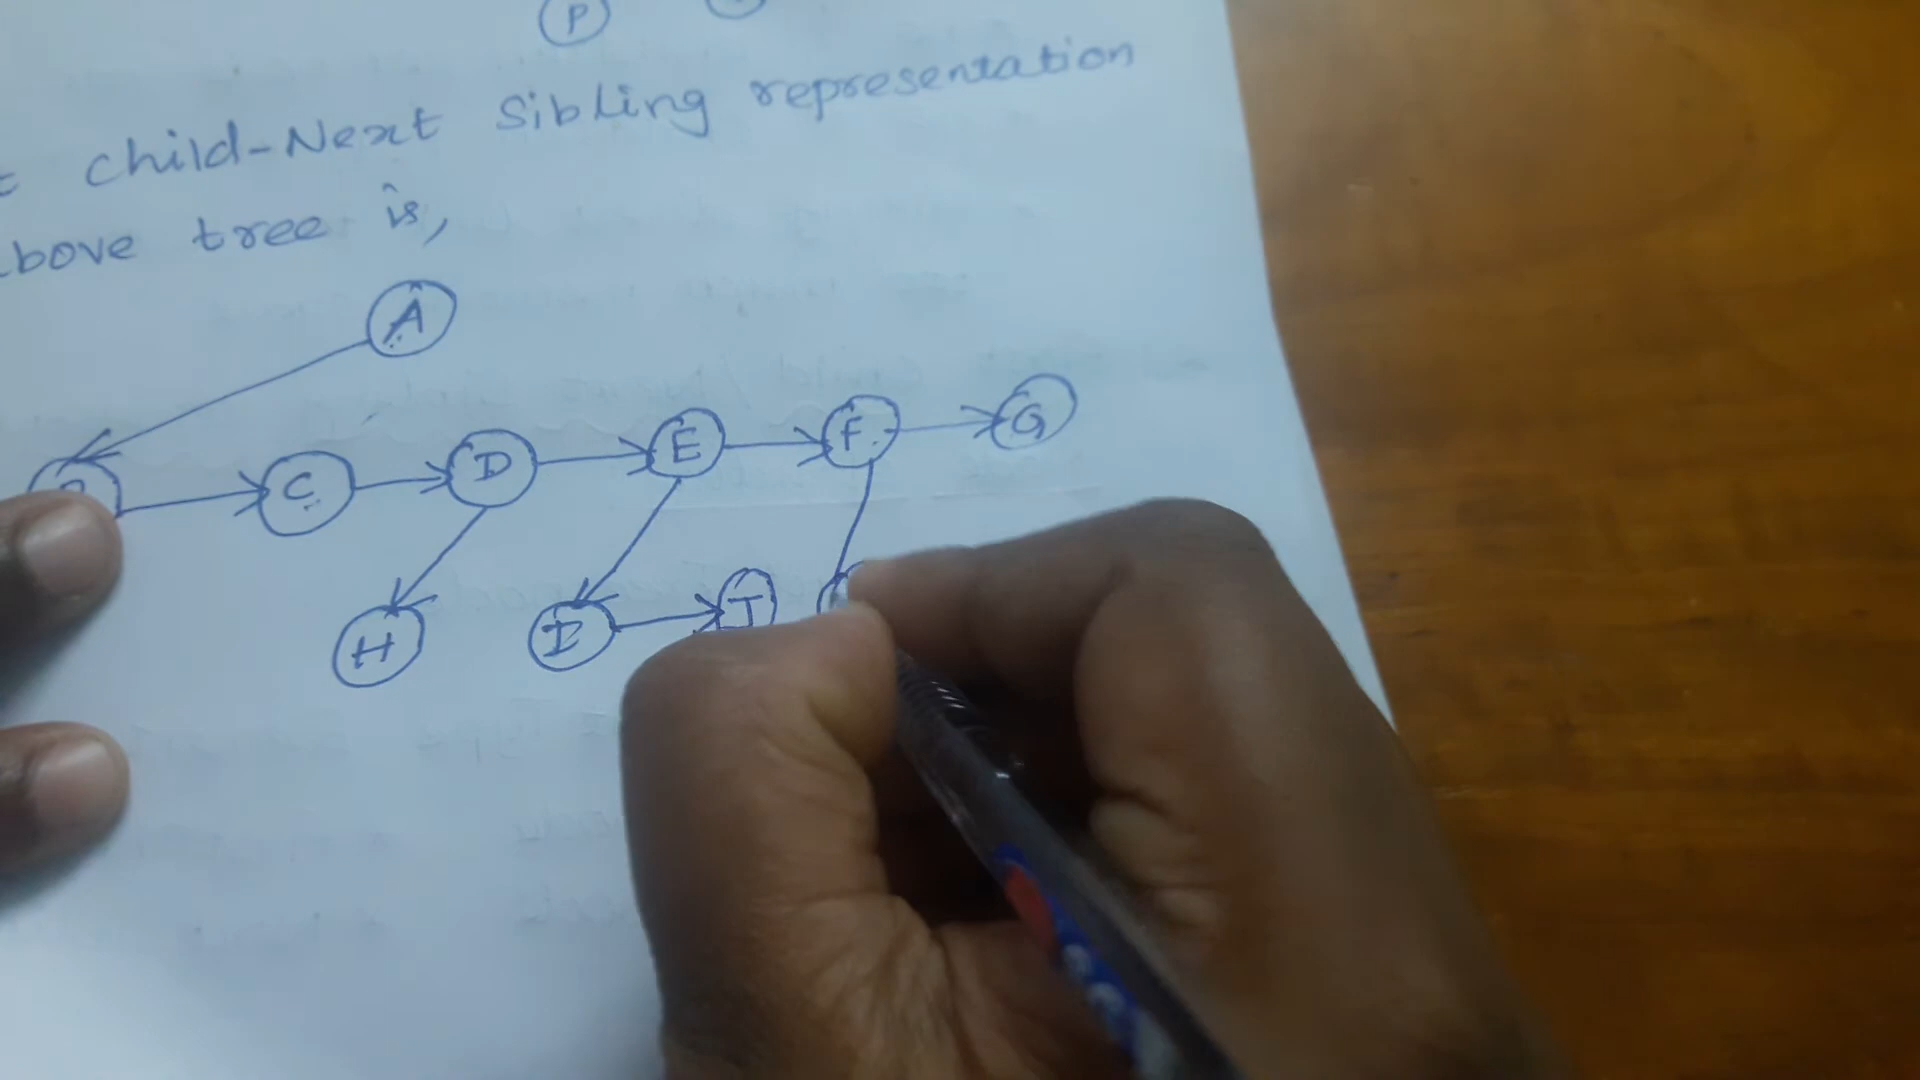 P
child-Next Sibling representation
bove tree is,
A
C D E F G
H I J